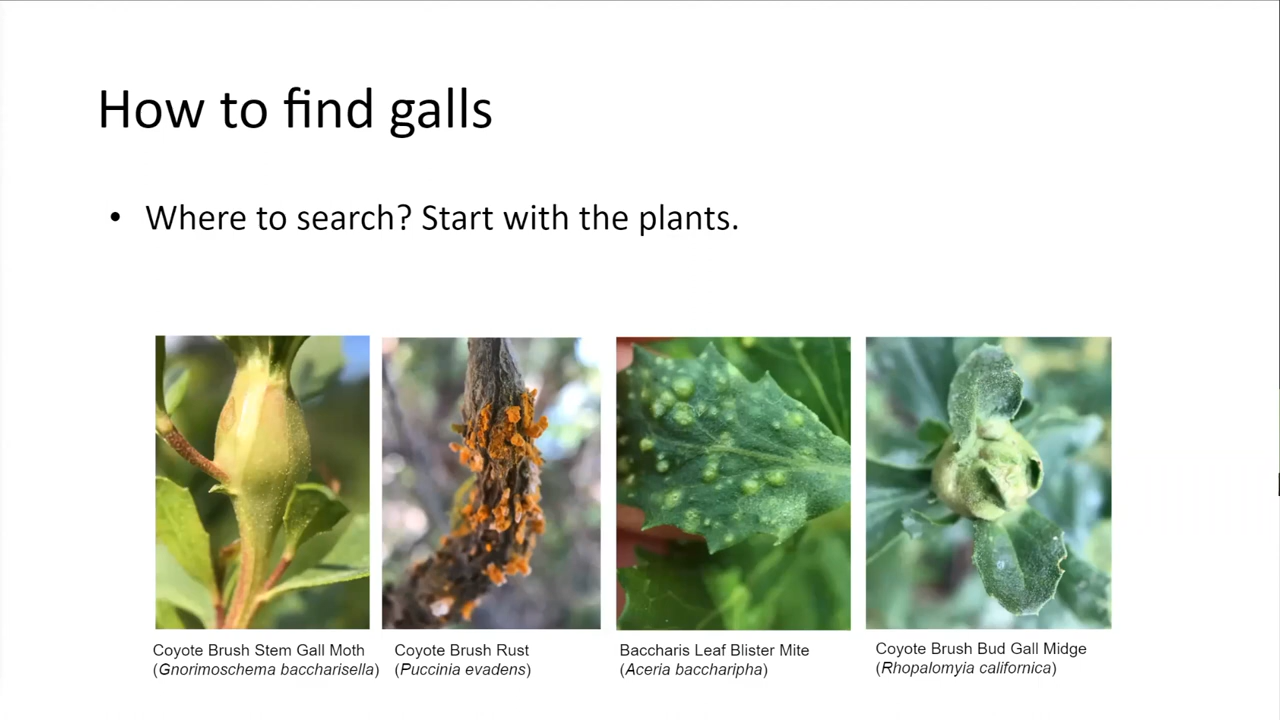 How to find galls
• Where to search? Start with the plants.
Coyote Brush Stem Gall Moth
(Gnorimoschema baccharisella)
Coyote Brush Rust
(Puccinia evadens)
Baccharis Leaf Blister Mite
(Aceria baccharipha)
Coyote Brush Bud Gall Midge
(Rhopalomyia californica)